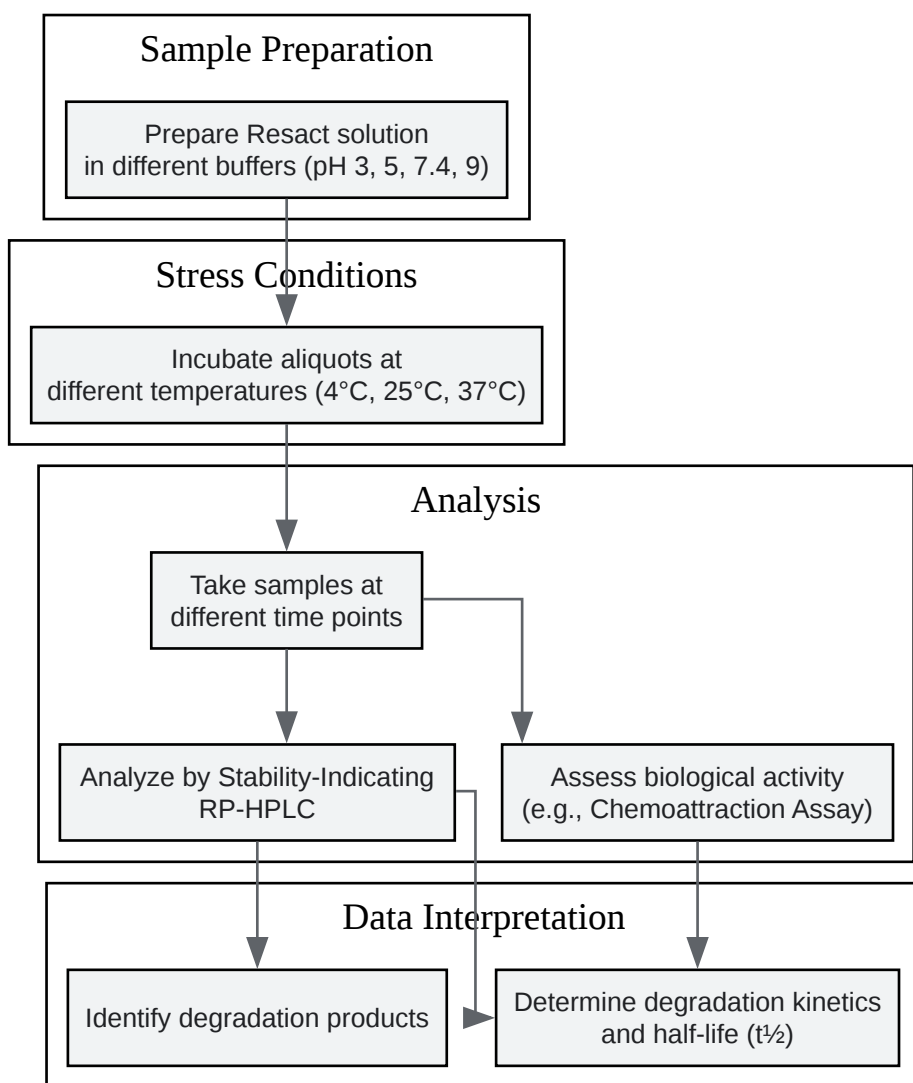 Sample Preparation
Prepare Resact solution
in different buffers (pH 3, 5, 7.4, 9)
Stress Conditions
Incubate aliquots at
different temperatures (4°C, 25°C, 37°C)
Analysis
Take samples at
different time points
Analyze by Stability-Indicating
RP-HPLC
Assess biological activity
(e.g., Chemoattraction Assay)
Data Interpretation
Identify degradation products
Determine degradation kinetics
and half-life (t½)